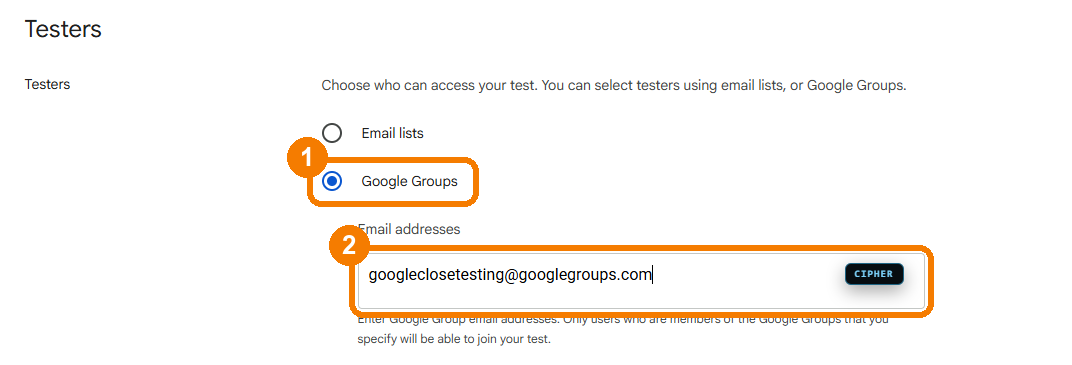 Testers
Testers
Choose who can access your test. You can select testers using email lists, or Google Groups.
Email lists
1
Google Groups
Email addresses
2
googleclosetesting@googlegroups.com
CIPHER
Enter Google Group email addresses. Only users who are members of the Google Groups that you
specify will be able to join your test.